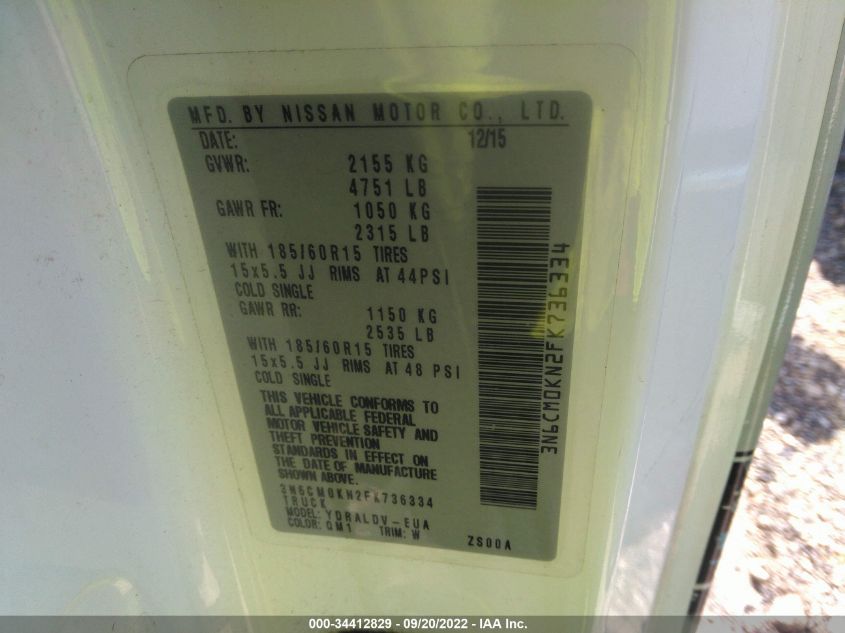 MFD. BY NISSAN MOTOR CO., LTD.
DATE: 12/15
GVWR: 2155 KG
4751 LB
GAWR FR: 1050 KG
2315 LB
WITH 185/60R15 TIRES
15x5.5 JJ RIMS AT 44PSI
COLD SINGLE
GAWR RR: 1150 KG
2535 LB
WITH 185/60R15 TIRES
15x5.5 JJ RIMS AT 48 PSI
COLD SINGLE
THIS VEHICLE CONFORMS TO
ALL APPLICABLE FEDERAL
MOTOR VEHICLE SAFETY AND
THEFT PREVENTION
STANDARDS IN EFFECT ON
THE DATE OF MANUFACTURE
SHOWN ABOVE.
3N6CM0KN2FK736334
TRUCK
MODEL: YDRALDV-EUA
COLOR: QM1 TRIM: W
ZS00A
3N6CM0KN2FK736334
000-34412829 - 09/20/2022 - IAA Inc.